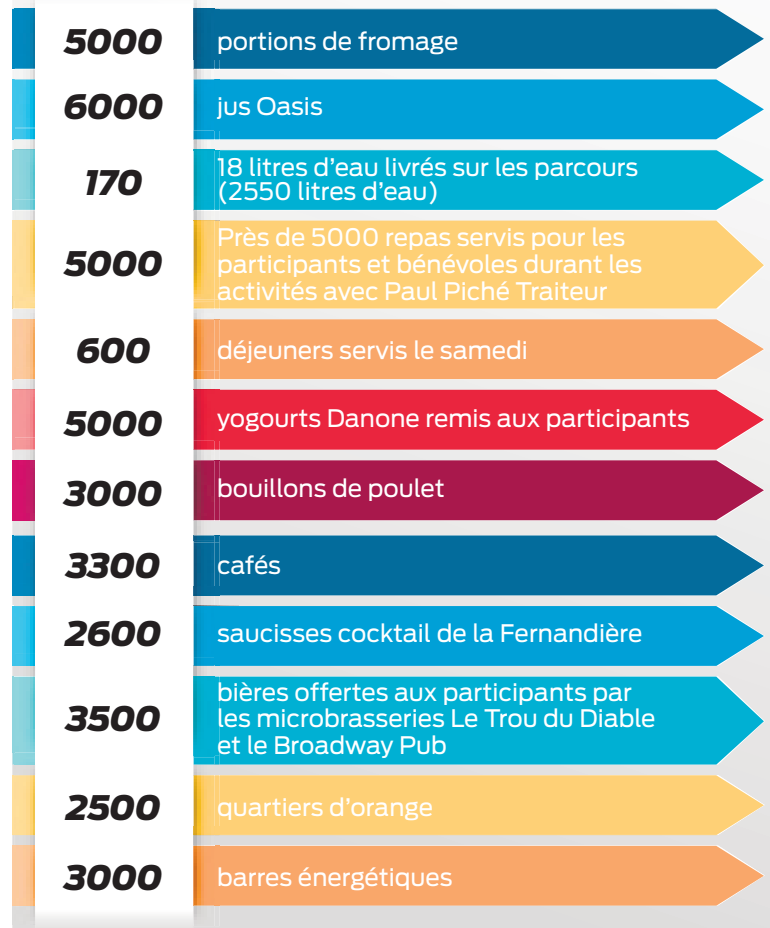 5000 portions de fromage
6000 jus Oasis
170 18 litres d'eau livrés sur les parcours
(2550 litres d'eau)
5000 Près de 5000 repas servis pour les
participants et bénévoles durant les
activités avec Paul Piché Traiteur
600 déjeuners servis le samedi
5000 yogourts Danone remis aux participants
3000 bouillons de poulet
3300 cafés
2600 saucisses cocktail de la Fernandière
3500 bières offertes aux participants par
les microbrasseries Le Trou du Diable
et le Broadway Pub
2500 quartiers d'orange
3000 barres énergétiques